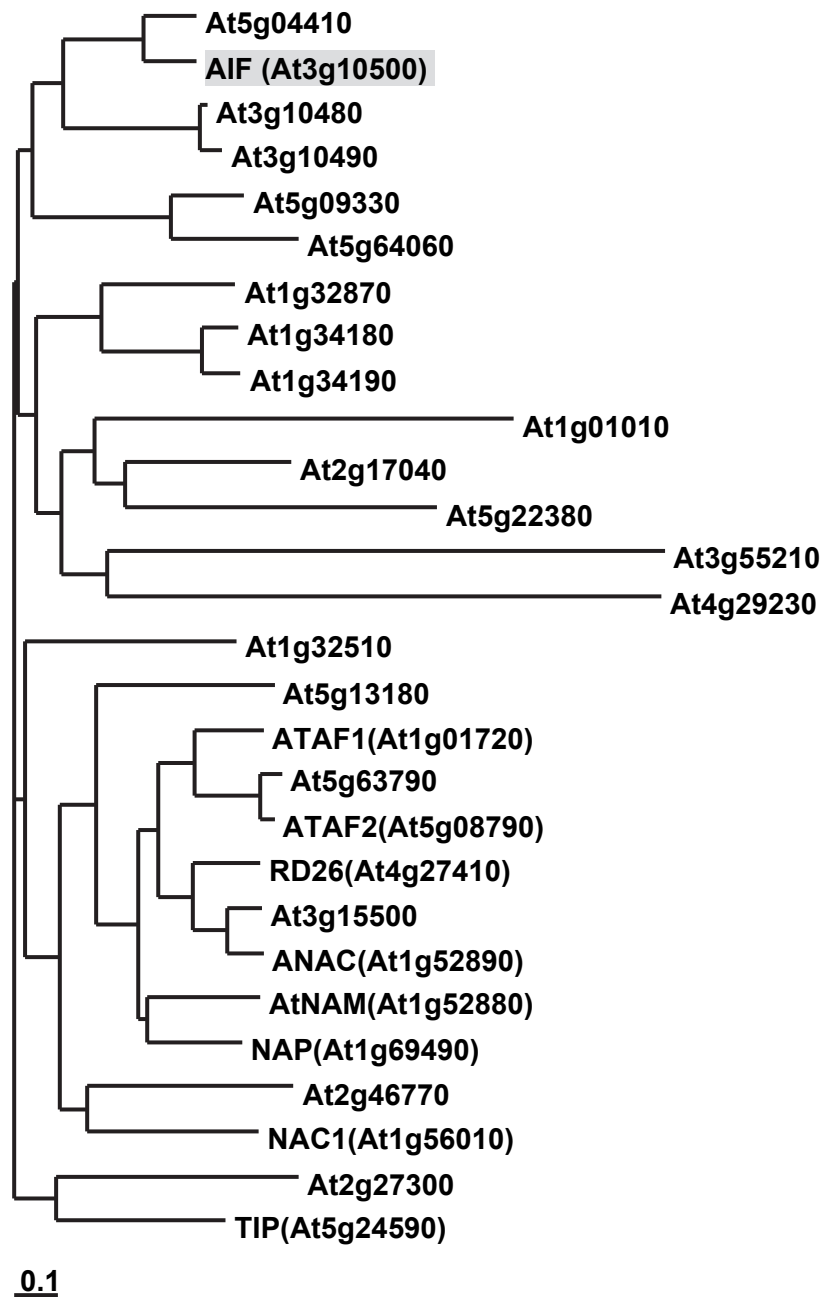 At5g04410
AIF (At3g10500)
At3g10480
At3g10490
At5g09330
At5g64060
At1g32870
At1g34180
At1g34190
At1g01010
At2g17040
At5g22380
At3g55210
At4g29230
At1g32510
At5g13180
ATAF1(At1g01720)
At5g63790
ATAF2(At5g08790)
RD26(At4g27410)
At3g15500
ANAC(At1g52890)
AtNAM(At1g52880)
NAP(At1g69490)
At2g46770
NAC1(At1g56010)
At2g27300
TIP(At5g24590)
0.1